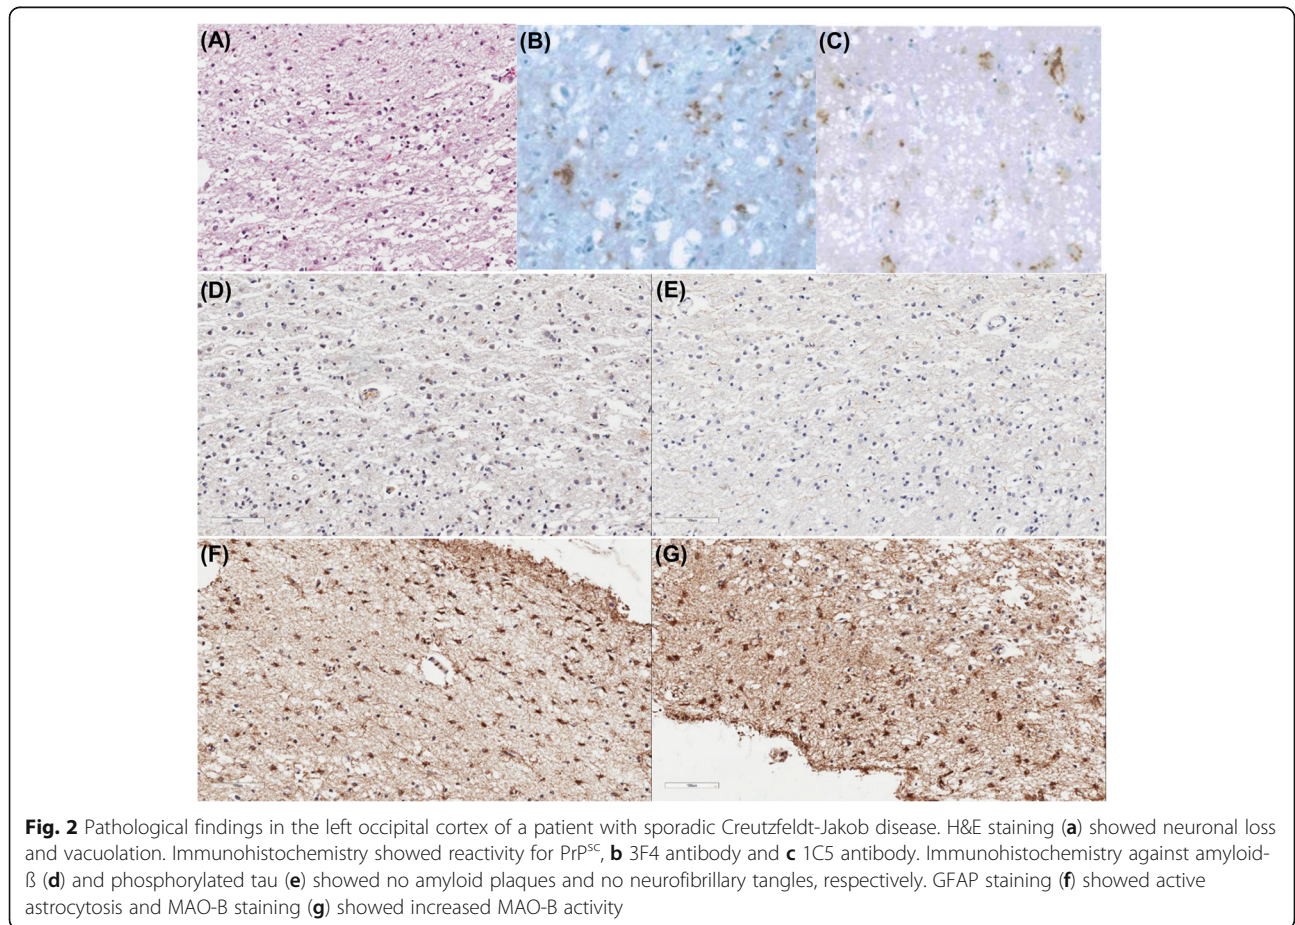 (A)
(B)
(C)
(D)
(E)
(F)
(G)
Fig. 2 Pathological findings in the left occipital cortex of a patient with sporadic Creutzfeldt-Jakob disease. H&E staining (a) showed neuronal loss
and vacuolation. Immunohistochemistry showed reactivity for PrPˢᶜ, b 3F4 antibody and c 1C5 antibody. Immunohistochemistry against amyloid-
ß (d) and phosphorylated tau (e) showed no amyloid plaques and no neurofibrillary tangles, respectively. GFAP staining (f) showed active
astrocytosis and MAO-B staining (g) showed increased MAO-B activity